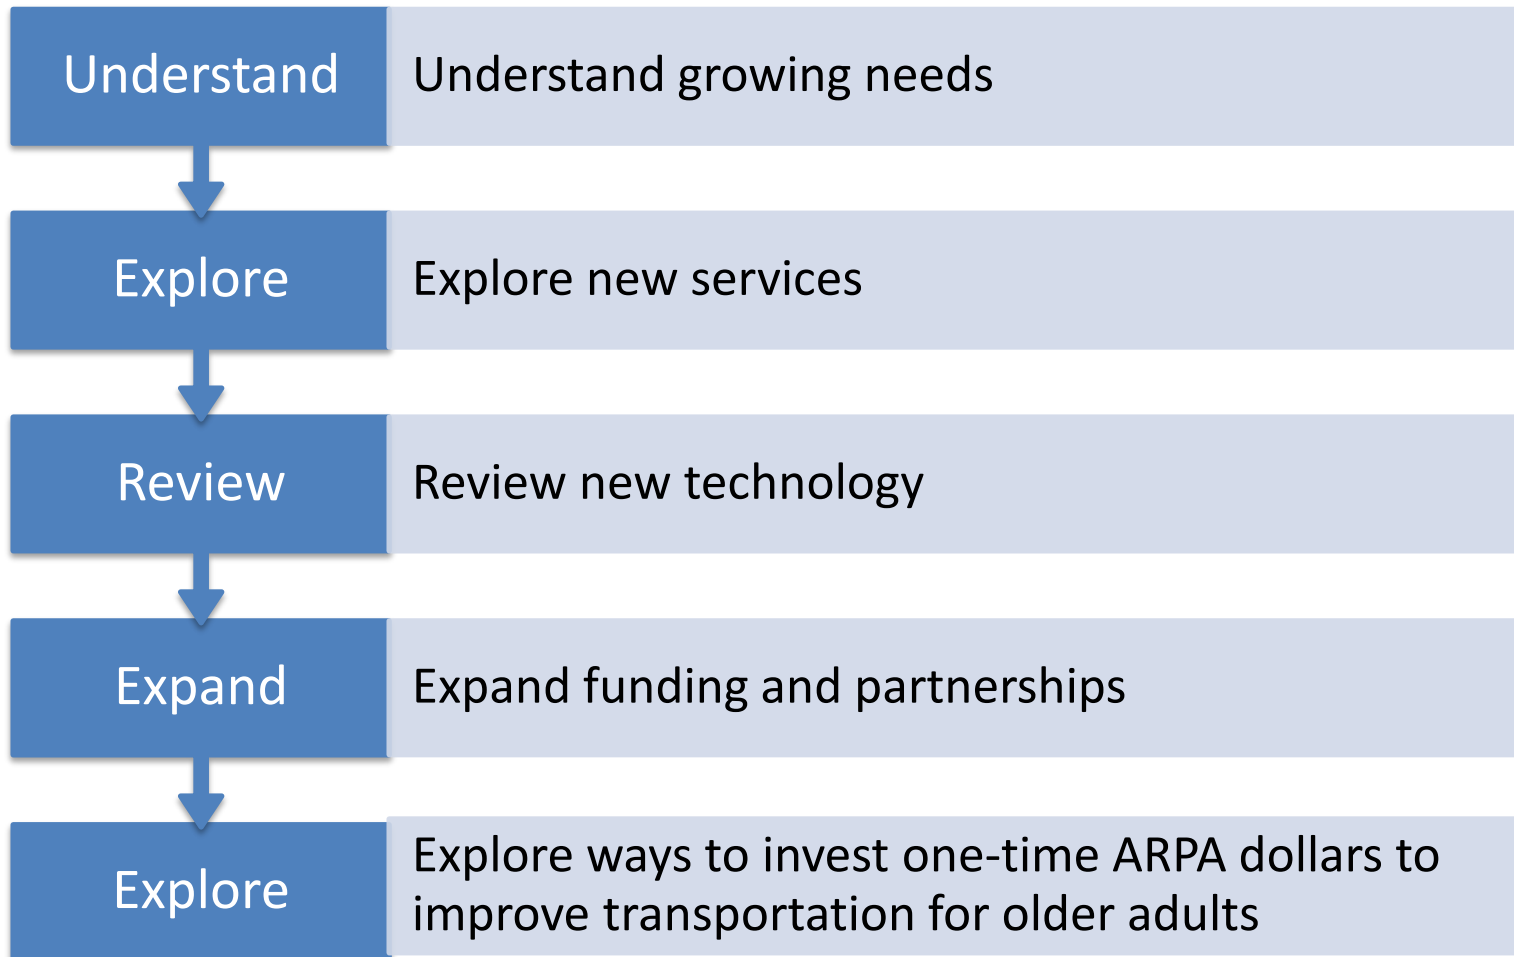 Understand
Understand growing needs
Explore
Explore new services
Review
Review new technology
Expand
Expand funding and partnerships
Explore
Explore ways to invest one-time ARPA dollars to
improve transportation for older adults